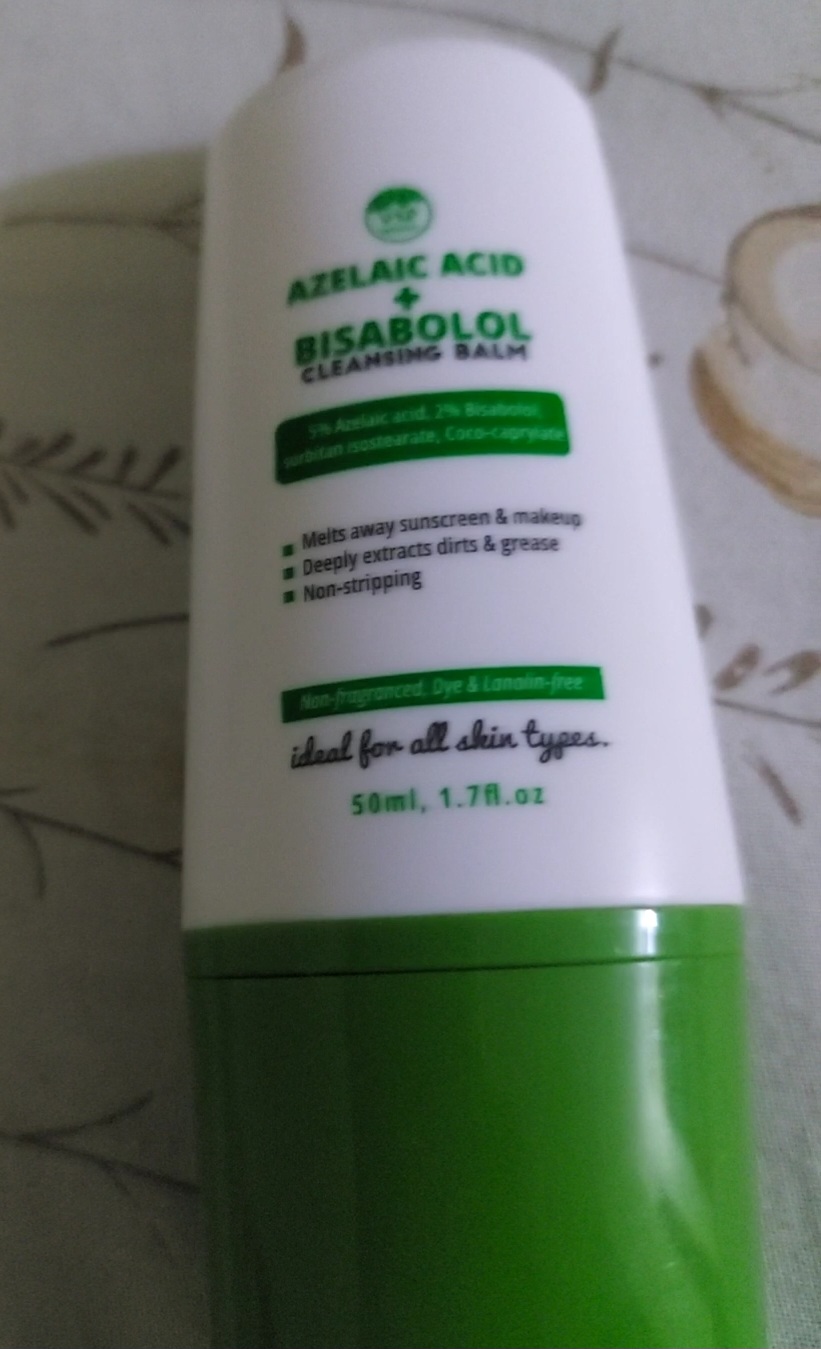 AZELAIC ACID
+
BISABOLOL
CLEANSING BALM
5% Azelaic acid, 2% Bisabolol
sorbitan isostearate, Coco-caprylate
Melts away sunscreen & makeup
Deeply extracts dirts & grease
Non-stripping
Non-fragranced, Dye & Lanolin-free
ideal for all skin types.
50ml, 1.7fl.oz